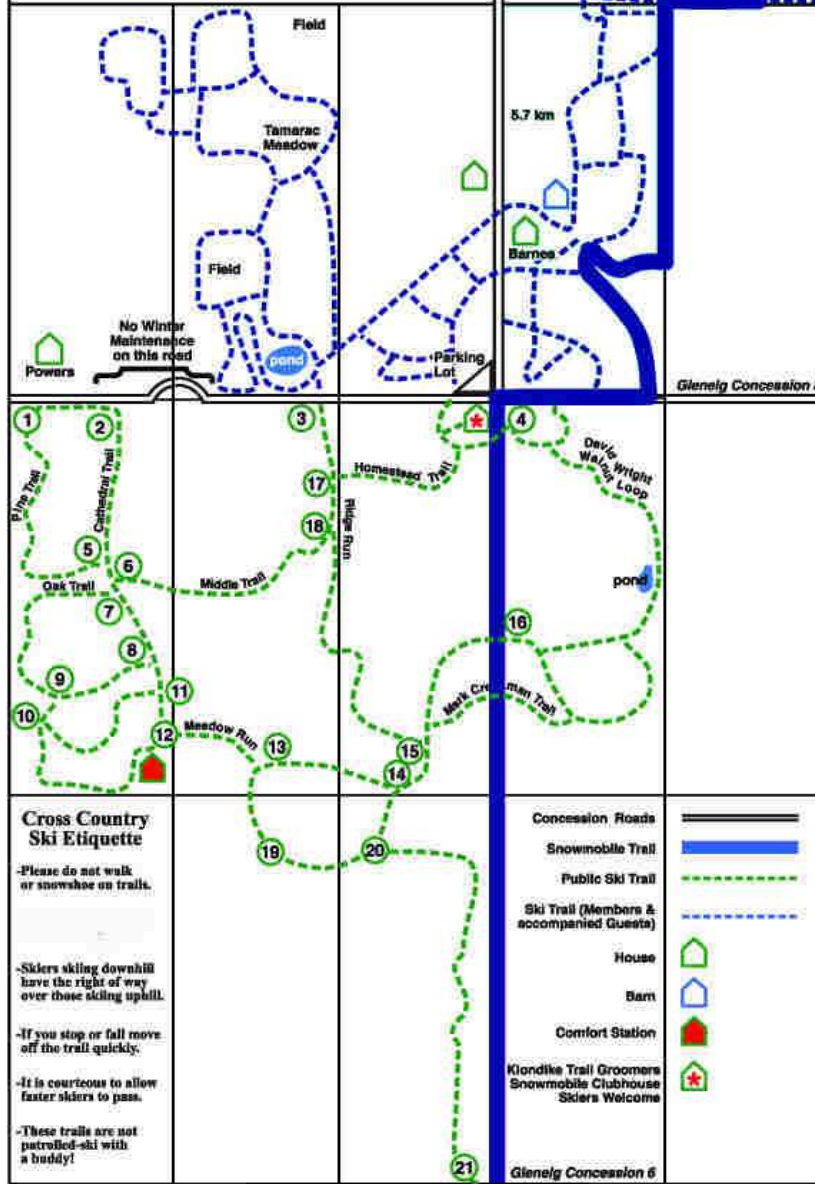 Field
5.7 km
Tamarac
Meadow
Barnes
Field
No Winter
Maintenance
on this road
pond
Parking
Lot
Powers
Glenelg Concession
1
2
3
4
David Wright
Walnut Loop
Homestead Trail
17
Pine Trail
Cathedral Trail
Ridge Run
18
5
6
Oak Trail
Middle Trail
pond
7
16
8
9
11
10
Mark Cre man Trail
12
Meadow Run
13
15
14
19
20
21
Cross Country
Ski Etiquette
-Please do not walk
or snowshoe on trails.
-Skiers skiing downhill
have the right of way
over those skiing uphill.
-If you stop or fall move
off the trail quickly.
-It is courteous to allow
faster skiers to pass.
-These trails are not
patrolled-ski with
a buddy!
Concession Roads
Snowmobile Trail
Public Ski Trail
Ski Trail (Members &
accompanied Guests)
House
Barn
Comfort Station
Klondike Trail Groomers
Snowmobile Clubhouse
Skiers Welcome
Glenelg Concession 6